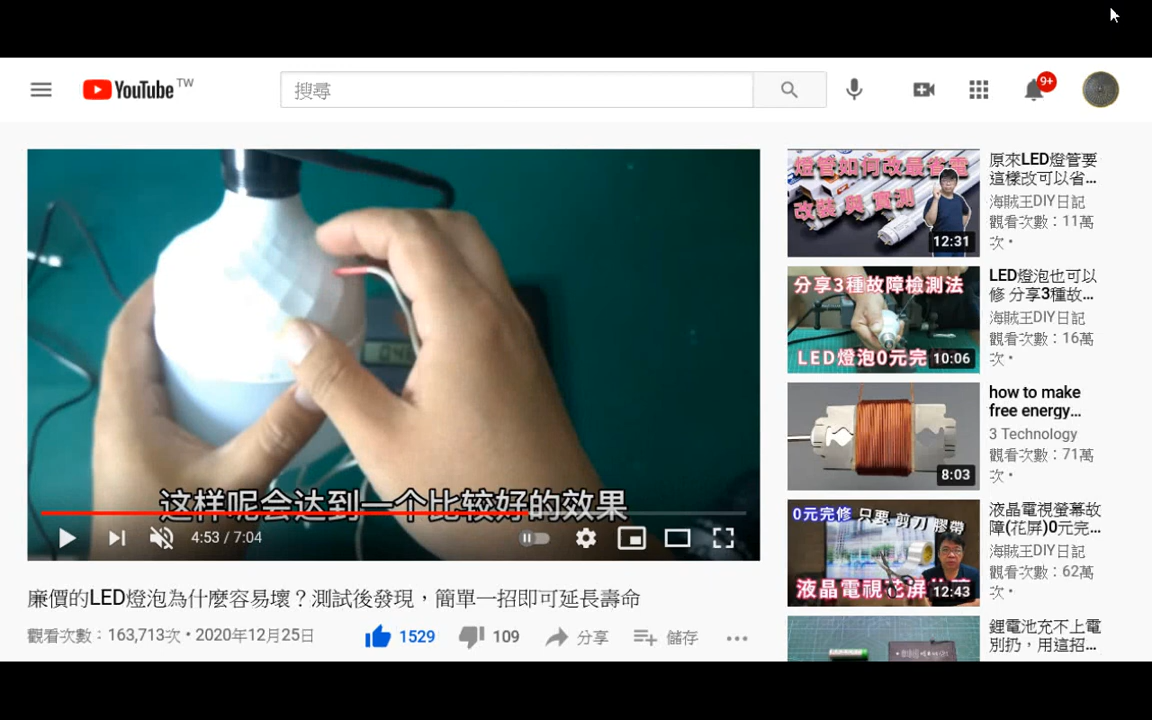 YouTube TW
搜尋
9+
这样呢会达到一个比较好的效果
4:53 / 7:04
廉價的LED燈泡為什麼容易壞？測試後發現，簡單一招即可延長壽命
觀看次數：163,713次 • 2020年12月25日
1529
109
分享
儲存
燈管如何改最省電
改裝 與 實測
12:31
原來LED燈管要
這樣改可以省...
海賊王DIY日記
觀看次數：11萬
次 •
分享3種故障檢測法
LED燈泡0元完
10:06
LED燈泡也可以
修 分享3種故...
海賊王DIY日記
觀看次數：16萬
次 •
8:03
how to make
free energy...
3 Technology
觀看次數：71萬
次 •
0元完修 只要 剪刀 膠帶
液晶電視花屏
12:43
液晶電視螢幕故
障(花屏)0元完...
海賊王DIY日記
觀看次數：62萬
次 •
鋰電池充不上電
別扔，用這招...